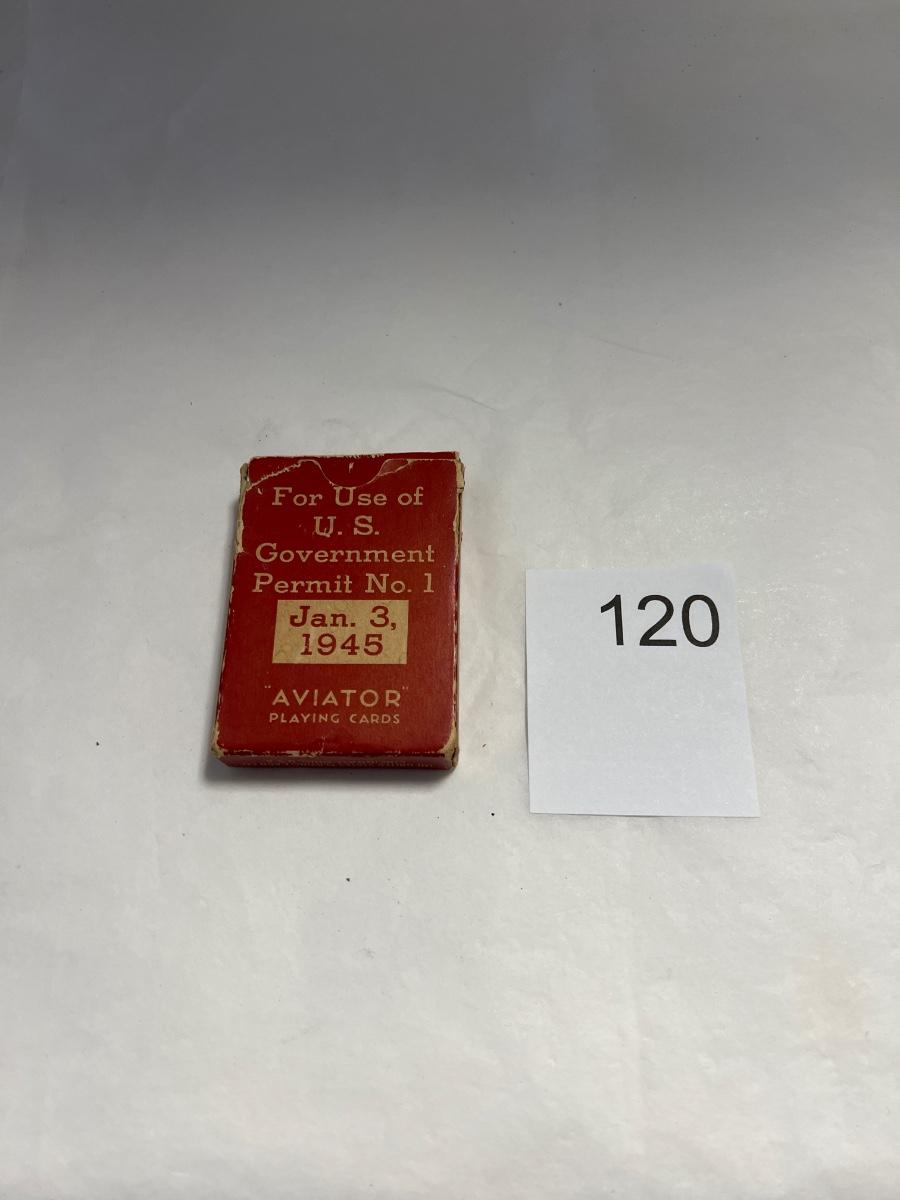 For Use of
U. S.
Government
Permit No. 1
Jan. 3,
1945
"AVIATOR"
PLAYING CARDS
120